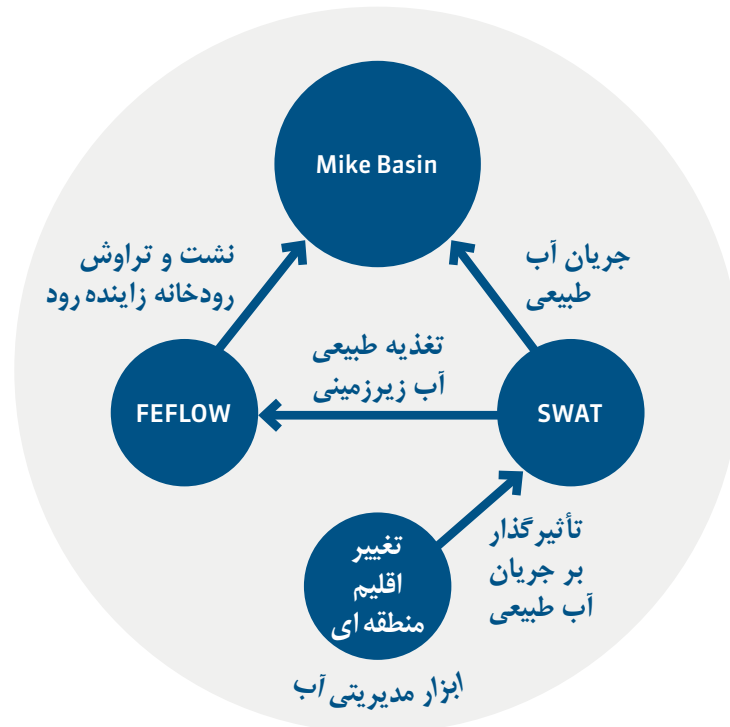 Mike Basin
نشت و تراوش
رودخانه زاینده رود
جریان آب
طبیعی
تغذیه طبیعی
آب زیرزمینی
FEFLOW
SWAT
تغییر
اقلیم
منطقه ای
تأثیرگذار
بر جریان
آب طبیعی
ابزار مدیریتی آب